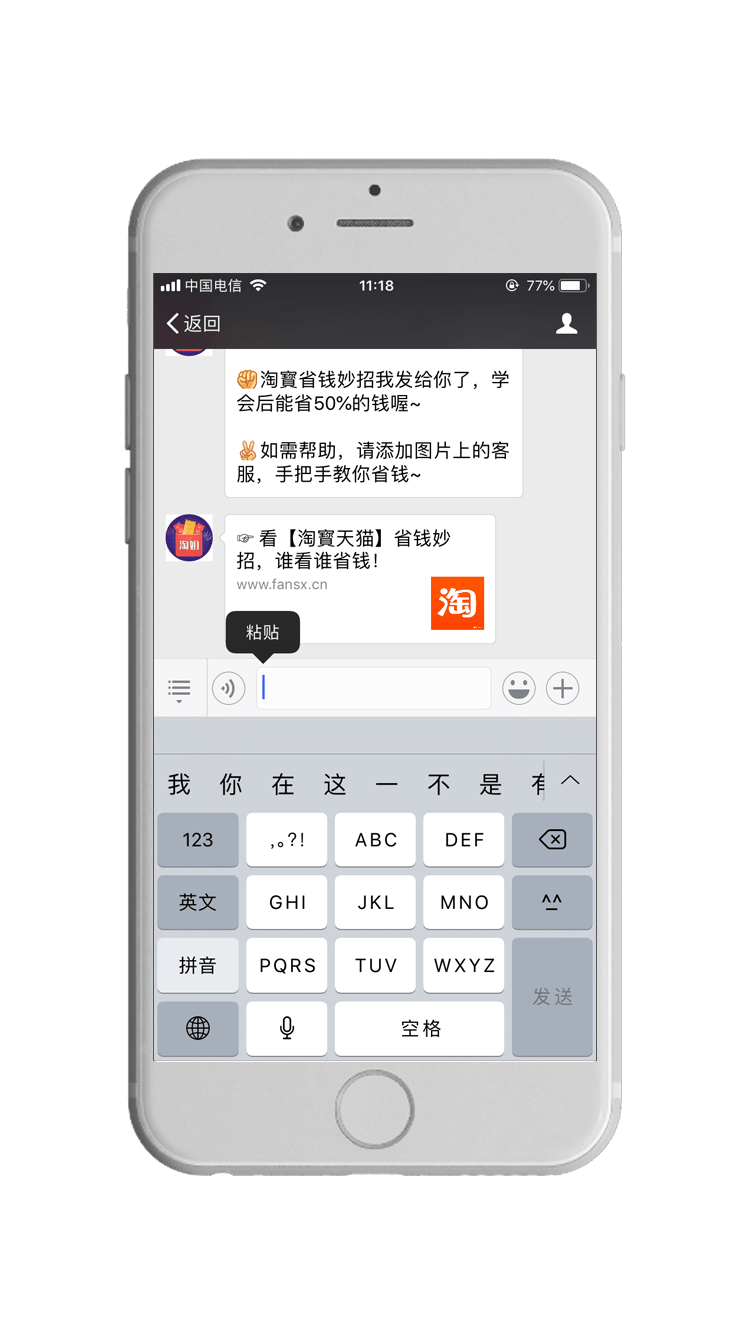 中国电信
11:18
77%
返回
淘寳省钱妙招我发给你了，学
会后能省50%的钱喔~
✌如需帮助，请添加图片上的客
服，手把手教你省钱~
淘姐
☞ 看【淘寳天猫】省钱妙
招，谁看谁省钱！
www.fansx.cn
淘
粘贴
我 你 在 这 一 不 是 有
123 ,。?! ABC DEF
英文 GHI JKL MNO ^^
拼音 PQRS TUV WXYZ
发送
空格